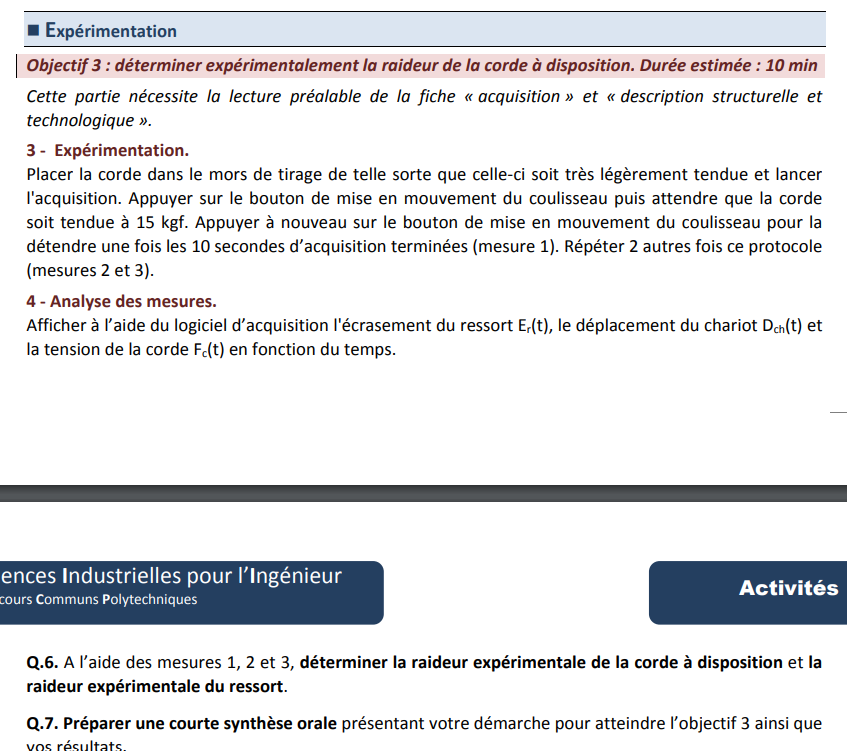 ■ Expérimentation
Objectif 3 : déterminer expérimentalement la raideur de la corde à disposition. Durée estimée : 10 min
Cette partie nécessite la lecture préalable de la fiche « acquisition » et « description structurelle et
technologique ».
3 - Expérimentation.
Placer la corde dans le mors de tirage de telle sorte que celle-ci soit très légèrement tendue et lancer
l'acquisition. Appuyer sur le bouton de mise en mouvement du coulisseau puis attendre que la corde
soit tendue à 15 kgf. Appuyer à nouveau sur le bouton de mise en mouvement du coulisseau pour la
détendre une fois les 10 secondes d’acquisition terminées (mesure 1). Répéter 2 autres fois ce protocole
(mesures 2 et 3).
4 - Analyse des mesures.
Afficher à l’aide du logiciel d’acquisition l'écrasement du ressort Er(t), le déplacement du chariot Dch(t) et
la tension de la corde Fc(t) en fonction du temps.
ences Industrielles pour l’Ingénieur
cours Communs Polytechniques
Activités
Q.6. A l’aide des mesures 1, 2 et 3, déterminer la raideur expérimentale de la corde à disposition et la
raideur expérimentale du ressort.
Q.7. Préparer une courte synthèse orale présentant votre démarche pour atteindre l’objectif 3 ainsi que
vos résultats.